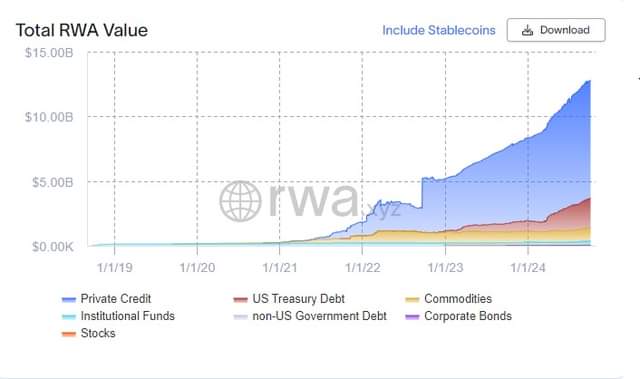 Total RWA Value
Include Stablecoins
Download
$15.00B
$10.00B
$5.00B
$0.00K
rwa.xyz
1/1/19 1/1/20 1/1/21 1/1/22 1/1/23 1/1/24
Private Credit US Treasury Debt Commodities
Institutional Funds non-US Government Debt Corporate Bonds
Stocks